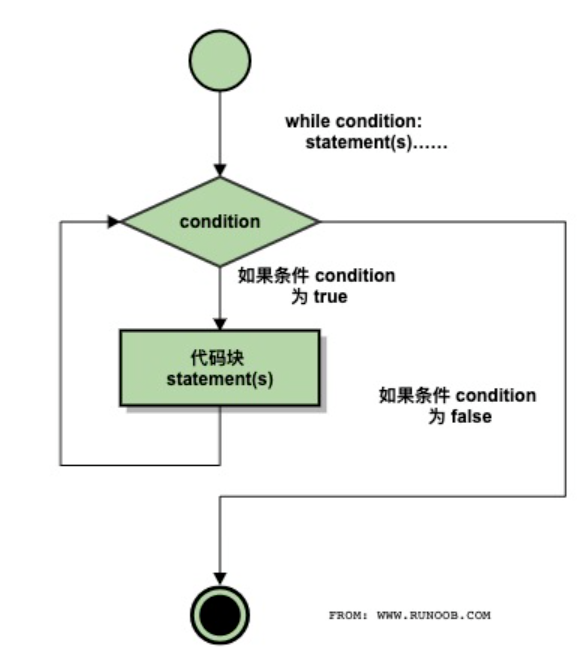 while condition:
statement(s)......
condition
如果条件 condition
为 true
代码块
statement(s)
如果条件 condition
为 false
FROM: WWW.RUNOOB.COM